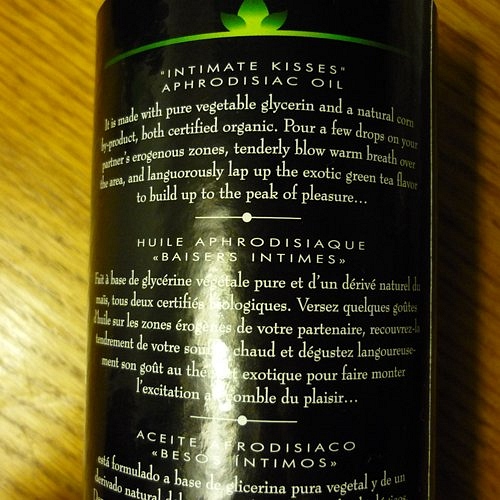 "INTIMATE KISSES"
APHRODISIAC OIL
It is made with pure vegetable glycerin and a natural corn
by-product, both certified organic. Pour a few drops on your
partner's erogenous zones, tenderly blow warm breath over
the area, and languorously lap up the exotic green tea flavor
to build up to the peak of pleasure...
HUILE APHRODISIAQUE
«BAISERS INTIMES»
Fait à base de glycérine végétale pure et d'un dérivé naturel du
maïs, tous deux certifiés biologiques. Versez quelques gouttes
d'huile sur les zones érogènes de votre partenaire, recouvrez-la
tendrement de votre souffle chaud et dégustez langoureuse-
ment son goût au thé vert exotique pour faire monter
l'excitation au comble du plaisir...
ACEITE AFRODISIACO
«BESOS ÍNTIMOS»
está formulado a base de glicerina pura vegetal y de un
derivado natural